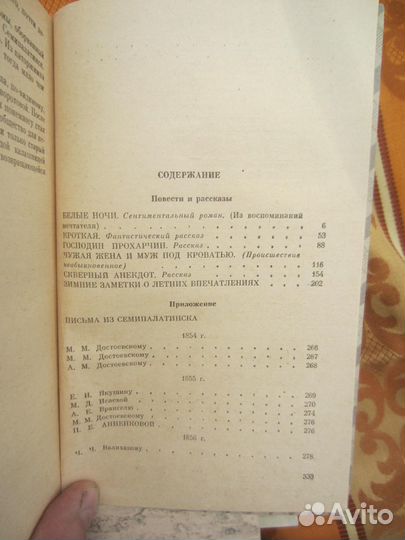 СОДЕРЖАНИЕ
Повести и рассказы
БЕЛЫЕ НОЧИ. Сентиментальный роман. (Из воспоминаний
мечтателя) 6
КРОТКАЯ. Фантастический рассказ 53
ГОСПОДИН ПРОХАРЧИН. Рассказ 88
ЧУЖАЯ ЖЕНА И МУЖ ПОД КРОВАТЬЮ. (Происшествие
необыкновенное) 116
СКВЕРНЫЙ АНЕКДОТ. Рассказ 154
ЗИМНИЕ ЗАМЕТКИ О ЛЕТНИХ ВПЕЧАТЛЕНИЯХ 202
Приложение
ПИСЬМА ИЗ СЕМИПАЛАТИНСКА
1854 г.
М. М. Достоевскому 266
М. М. Достоевскому 267
А. М. Достоевскому 268
1855 г.
Е. И. Якушкину 269
М. Д. Исаевой 270
А. Е. Врангелю 274
М. М. Достоевскому 276
П. Е. АННЕНКОВОЙ 276
1856 г.
Ч. Ч. Валиханову 278
Avito